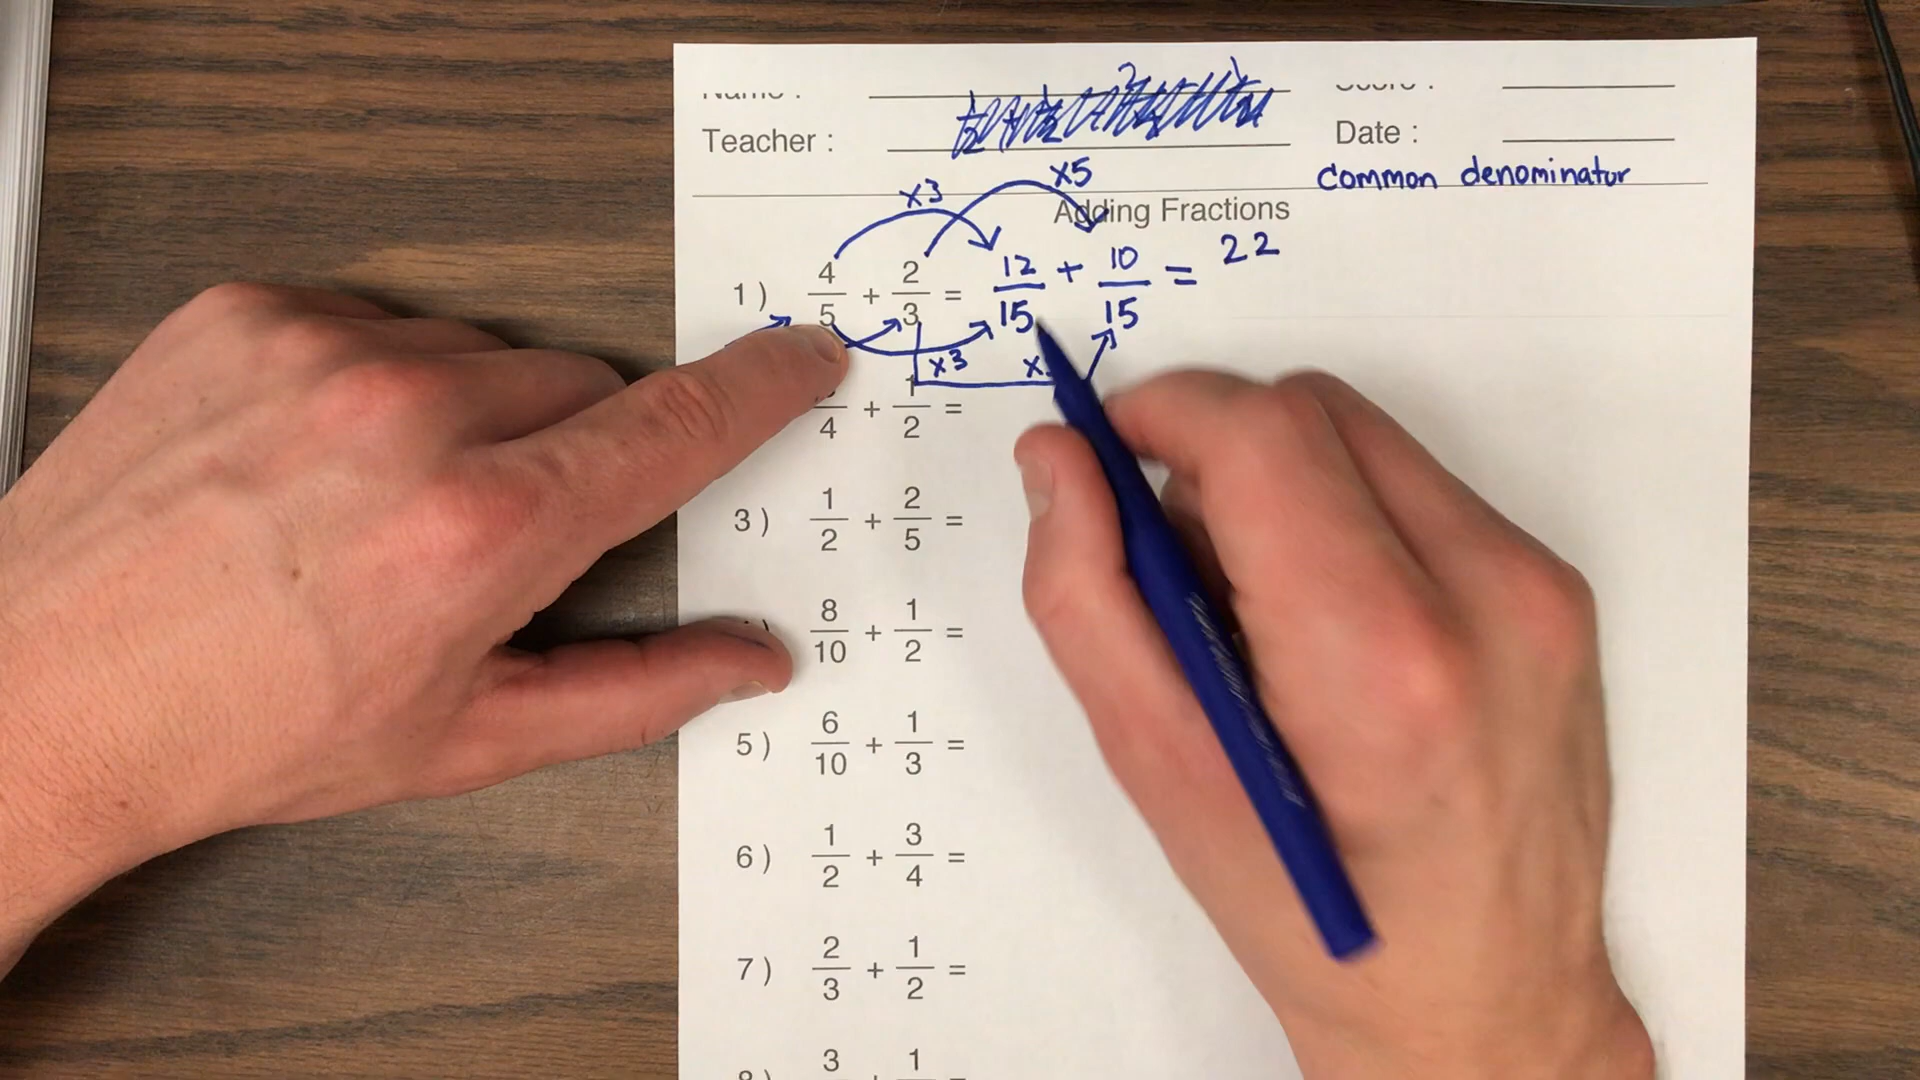 Teacher :
Date :
common denominator
x3 x5
Adding Fractions
1 ) 4/5 + 2/3 = 12/15 + 10/15 = 22
x3
/4 + 1/2 =
3 ) 1/2 + 2/5 =
8/10 + 1/2 =
5 ) 6/10 + 1/3 =
6 ) 1/2 + 3/4 =
7 ) 2/3 + 1/2 =
3 1